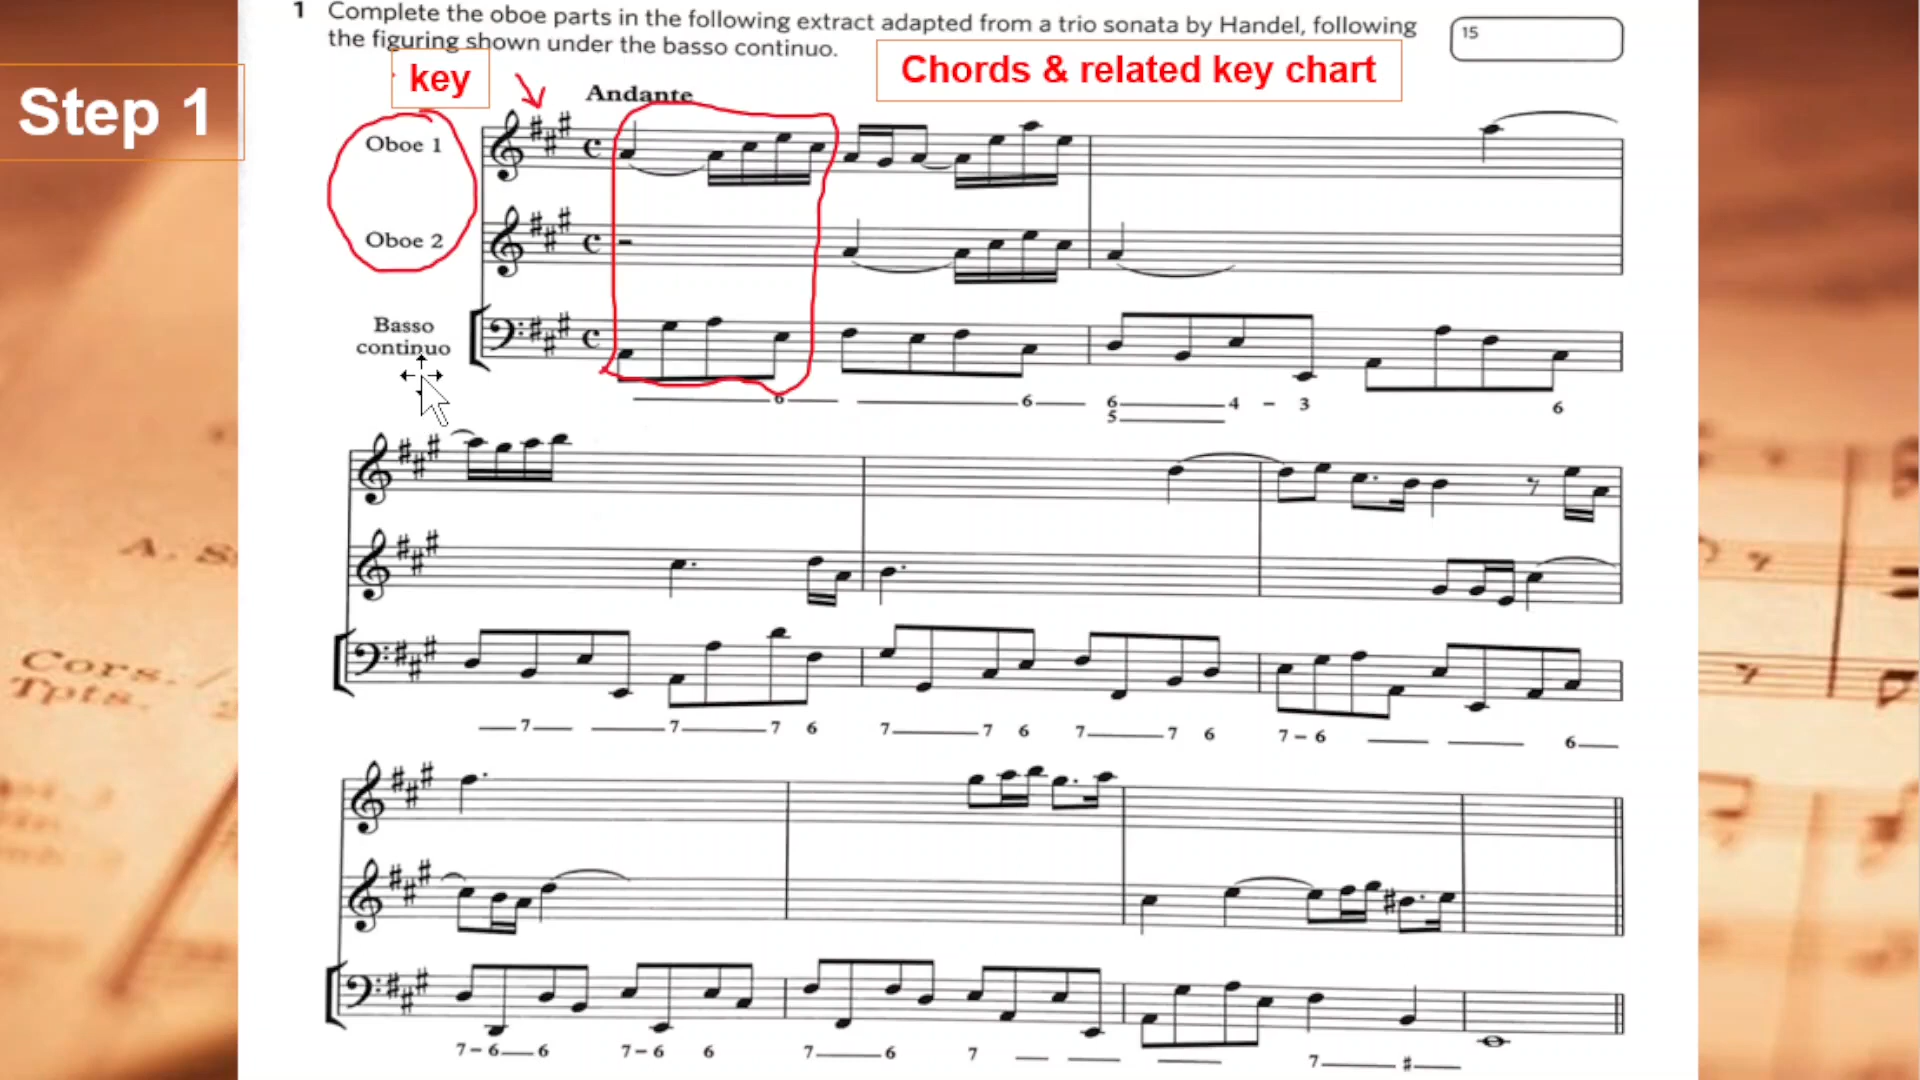 1 Complete the oboe parts in the following extract adapted from a trio sonata by Handel, following
the figuring shown under the basso continuo.
15
key
Chords & related key chart
Step 1
Andante
Oboe 1
Oboe 2
Basso
continuo
6 6 6 4 - 3 6
5
7 7 7 6 7 7 6 7 7 6 7 - 6 6
7 - 6 6 7 - 6 6 7 6 7 7 #
A. S
Cors. /
Tpts.